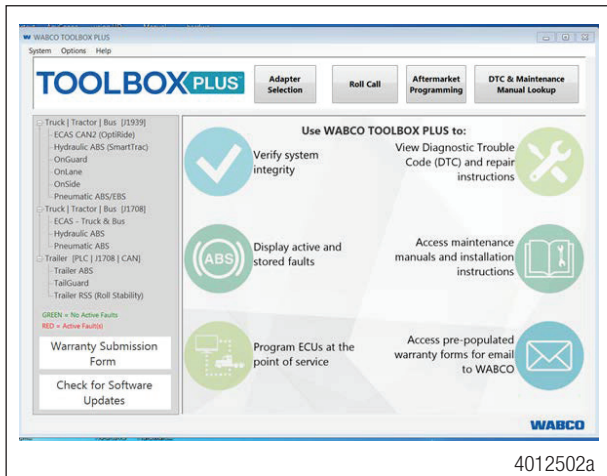 WABCO TOOLBOX PLUS
System Options Help
TOOLBOX PLUS™
Adapter
Selection
Roll Call
Aftermarket
Programming
DTC & Maintenance
Manual Lookup
Truck | Tractor | Bus [J1939]
ECAS CAN2 (OptiRide)
Hydraulic ABS (SmartTrac)
OnGuard
OnLane
OnSide
Pneumatic ABS/EBS
Truck | Tractor | Bus [J1708]
ECAS - Truck & Bus
Hydraulic ABS
Pneumatic ABS
Trailer [PLC | J1708 | CAN]
Trailer ABS
TailGuard
Trailer RSS (Roll Stability)
GREEN = No Active Faults
RED = Active Fault(s)
Warranty Submission
Form
Check for Software
Updates
Use WABCO TOOLBOX PLUS to:
Verify system
integrity
View Diagnostic Trouble
Code (DTC) and repair
instructions
ABS
Display active and
stored faults
Access maintenance
manuals and installation
instructions
Program ECUs at the
point of service
Access pre-populated
warranty forms for email
to WABCO
WABCO
4012502a